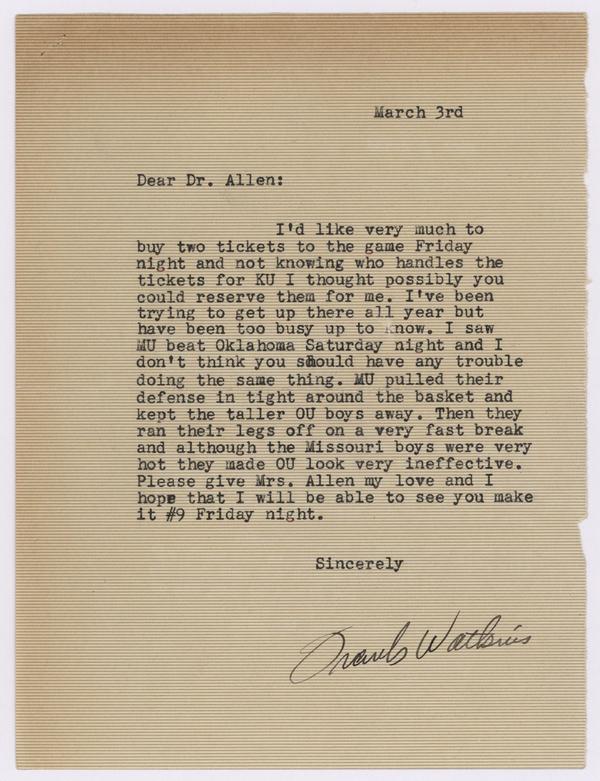 March 3rd
Dear Dr. Allen:
I'd like very much to
buy two tickets to the game Friday
night and not knowing who handles the
tickets for KU I thought possibly you
could reserve them for me. I've been
trying to get up there all year but
have been too busy up to know. I saw
MU beat Oklahoma Saturday night and I
don't think you should have any trouble
doing the same thing. MU pulled their
defense in tight around the basket and
kept the taller OU boys away. Then they
ran their legs off on a very fast break
and although the Missouri boys were very
hot they made OU look very ineffective.
Please give Mrs. Allen my love and I
hope that I will be able to see you make
it #9 Friday night.
Sincerely
Watkins